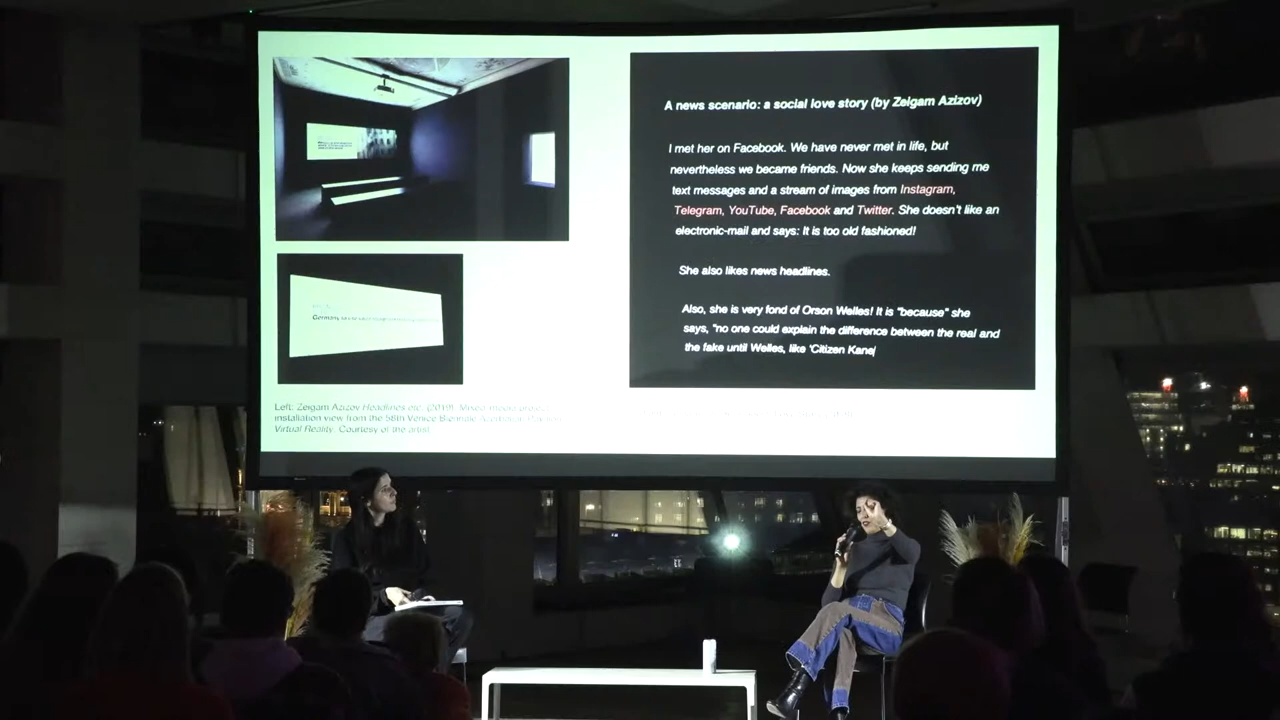 A news scenario: a social love story (by Zeigam Azizov)
I met her on Facebook. We have never met in life, but
nevertheless we became friends. Now she keeps sending me
text messages and a stream of images from Instagram,
Telegram, YouTube, Facebook and Twitter. She doesn't like an
electronic-mail and says: It is too old fashioned!
She also likes news headlines.
Also, she is very fond of Orson Welles! It is "because" she
says, "no one could explain the difference between the real and
the fake until Welles, like 'Citizen Kane
Left: Zeigam Azizov Headlines etc. (2019). Mixed media project
installation view from the 58th Venice Biennale Azerbaijan Pavilion
Virtual Reality. Courtesy of the artist.